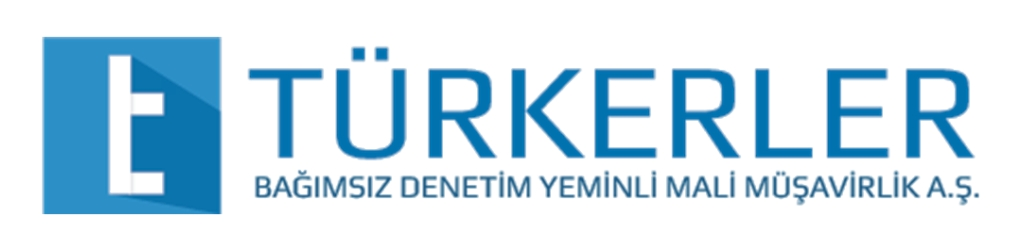 t
TÜRKERLER
BAĞIMSIZ DENETİM YEMİNLİ MALİ MÜŞAVİRLİK A.Ş.